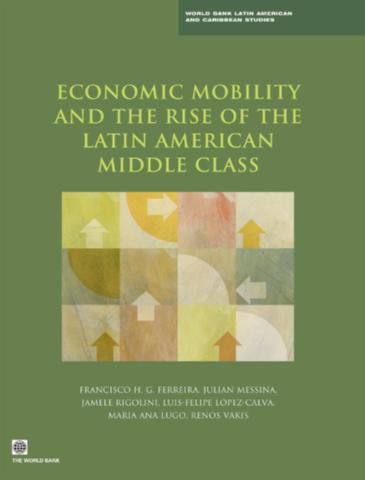 WORLD BANK LATIN AMERICAN
AND CARIBBEAN STUDIES
ECONOMIC MOBILITY
AND THE RISE OF THE
LATIN AMERICAN
MIDDLE CLASS
FRANCISCO H. G. FERREIRA, JULIAN MESSINA,
JAMELE RIGOLINI, LUIS-FELIPE LÓPEZ-CALVA,
MARIA ANA LUGO, RENOS VAKIS
THE WORLD BANK